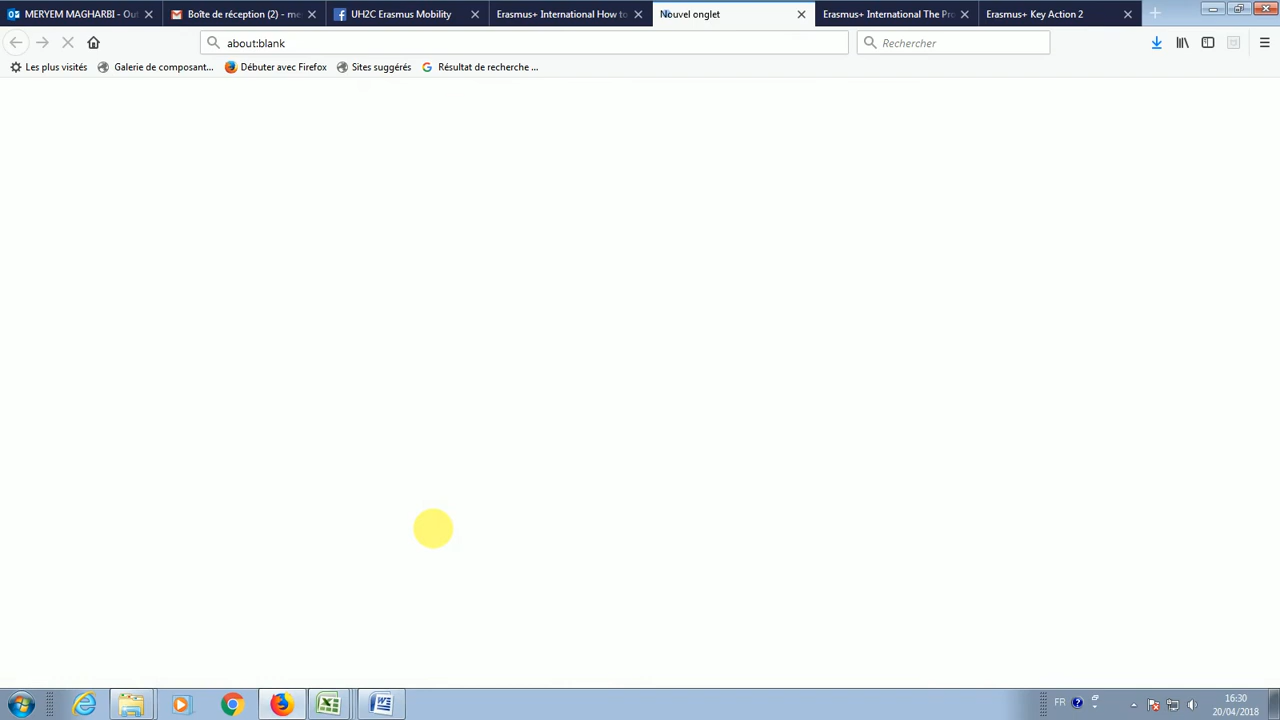 MERYEM MAGHARBI - Out
Boîte de réception (2) - me
UH2C Erasmus Mobility
Erasmus+ International How to
Nouvel onglet
Erasmus+ International The Pro
Erasmus+ Key Action 2
about:blank
Rechercher
Les plus visités
Galerie de composant...
Débuter avec Firefox
Sites suggérés
Résultat de recherche ...
FR
16:30
20/04/2018